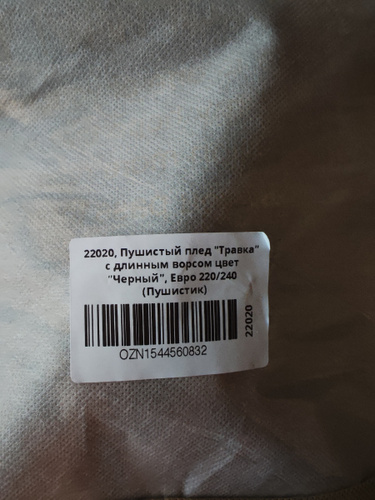 22020, Пушистый плед "Травка"
с длинным ворсом цвет
"Черный", Евро 220/240
(Пушистик)
22020
OZN1544560832